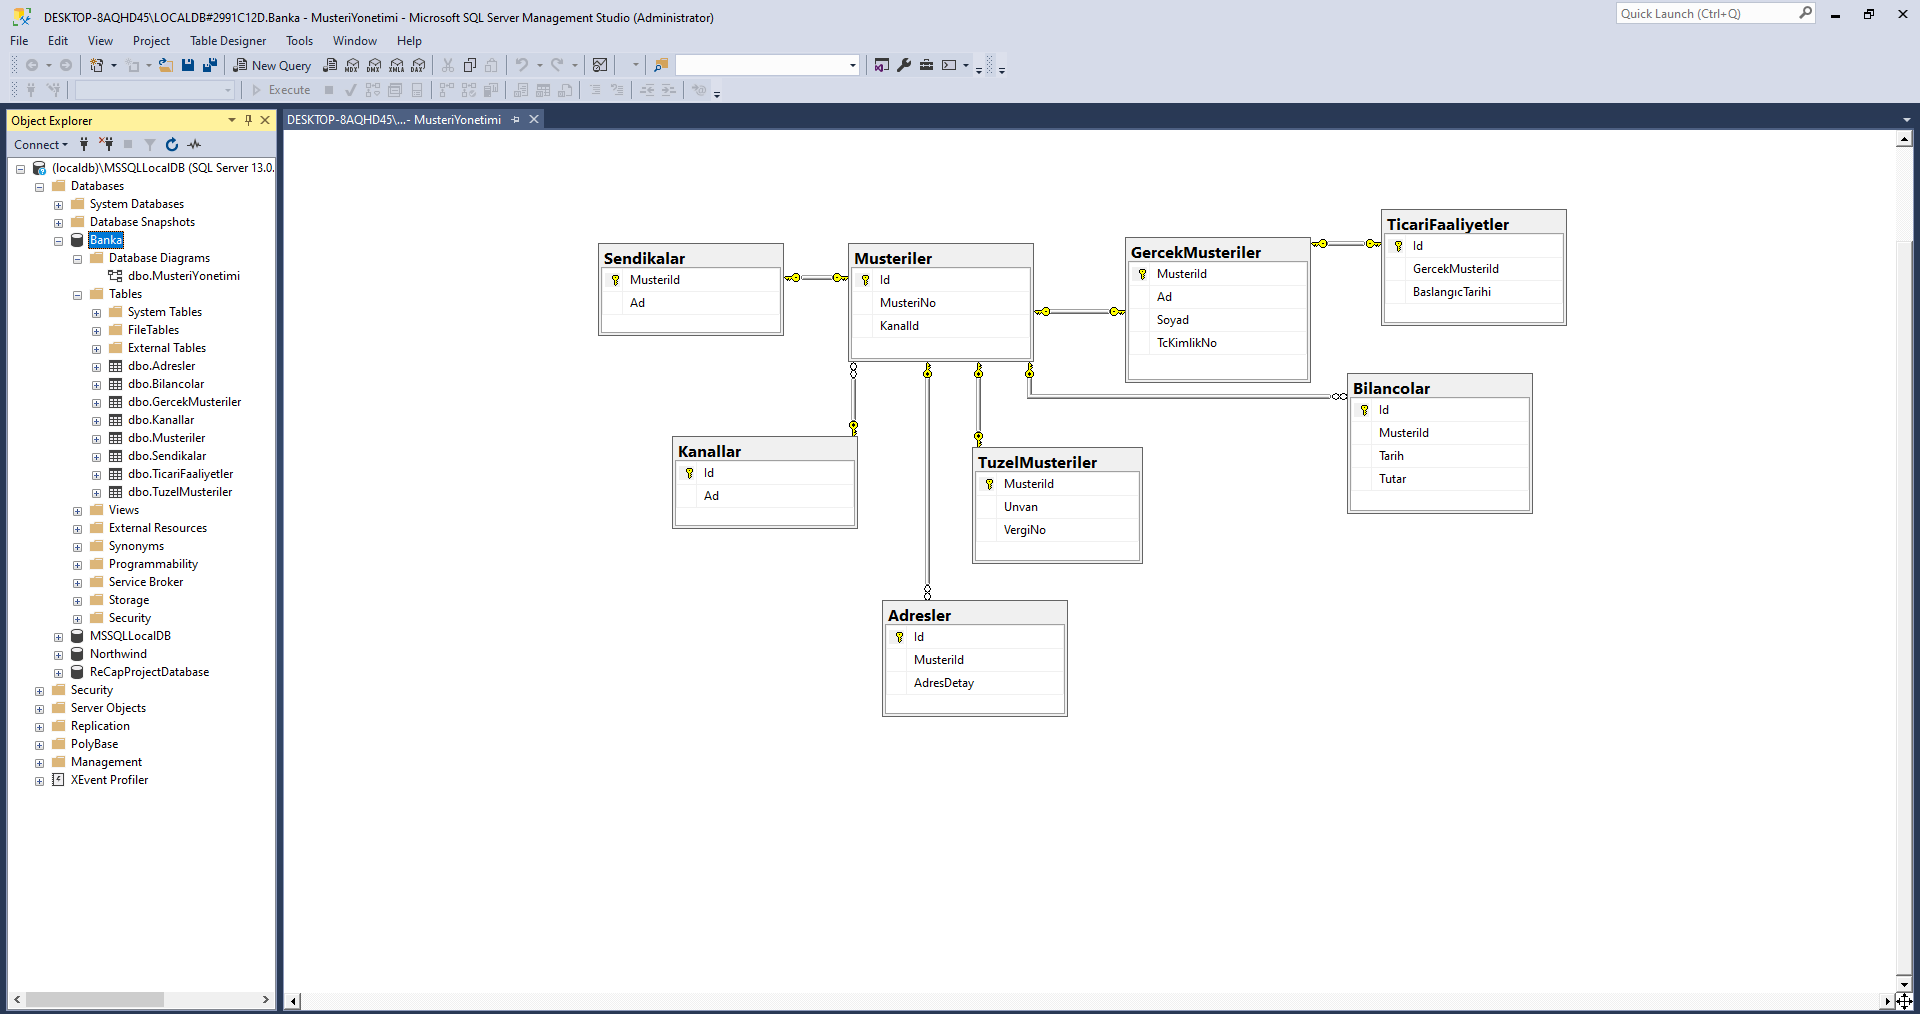 DESKTOP-8AQHD45\LOCALDB#2991C12D.Banka - MusteriYonetimi - Microsoft SQL Server Management Studio (Administrator)
Quick Launch (Ctrl+Q)
File Edit View Project Table Designer Tools Window Help
New Query
MDX DMX XMLA DAX
Execute
Object Explorer
DESKTOP-8AQHD45\...- MusteriYonetimi
Connect
(localdb)\MSSQLLocalDB (SQL Server 13.0.
Databases
System Databases
Database Snapshots
Banka
Database Diagrams
dbo.MusteriYonetimi
Tables
System Tables
FileTables
External Tables
dbo.Adresler
dbo.Bilancolar
dbo.GercekMusteriler
dbo.Kanallar
dbo.Musteriler
dbo.Sendikalar
dbo.TicariFaaliyetler
dbo.TuzelMusteriler
Views
External Resources
Synonyms
Programmability
Service Broker
Storage
Security
MSSQLLocalDB
Northwind
ReCapProjectDatabase
Security
Server Objects
Replication
PolyBase
Management
XEvent Profiler
Sendikalar
MusteriId
Ad
Musteriler
Id
MusteriNo
KanalId
GercekMusteriler
MusteriId
Ad
Soyad
TcKimlikNo
TicariFaaliyetler
Id
GercekMusteriId
BaslangıcTarihi
Bilancolar
Id
MusteriId
Tarih
Tutar
Kanallar
Id
Ad
TuzelMusteriler
MusteriId
Unvan
VergiNo
Adresler
Id
MusteriId
AdresDetay